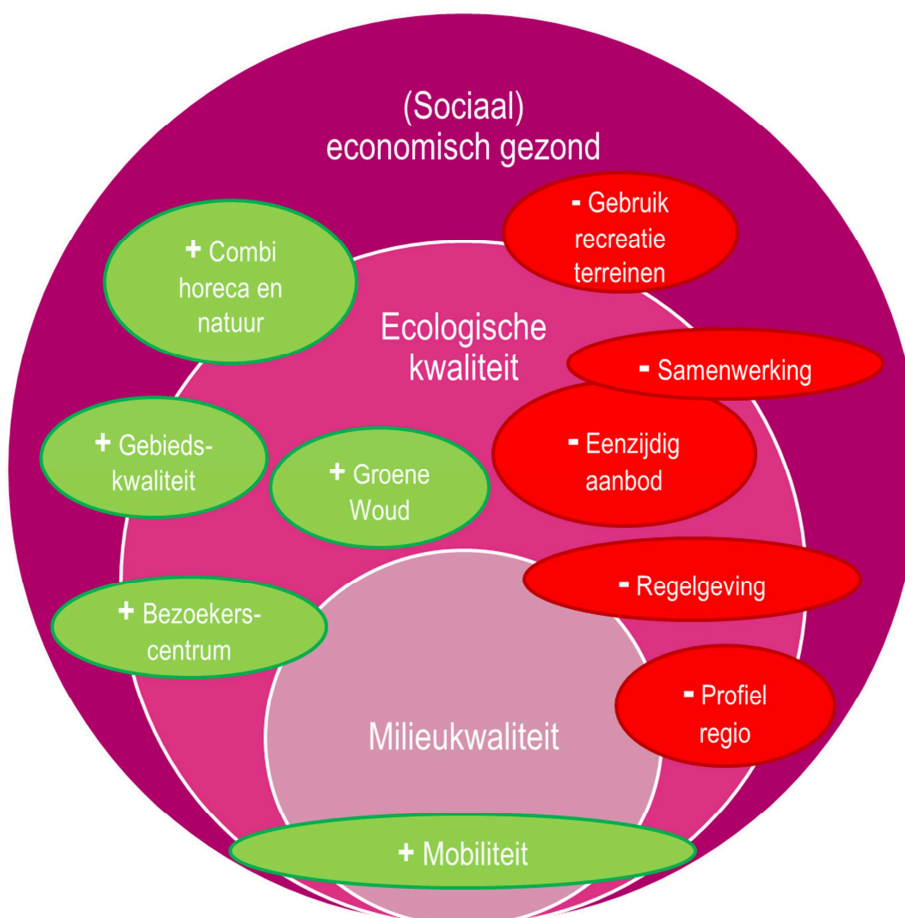 (Sociaal)
economisch gezond
- Gebruik
recreatie
terreinen
+ Combi
horeca en
natuur
Ecologische
kwaliteit
- Samenwerking
+ Gebieds-
kwaliteit
- Eenzijdig
aanbod
+ Groene
Woud
- Regelgeving
+ Bezoekers-
centrum
- Profiel
regio
Milieukwaliteit
+ Mobiliteit